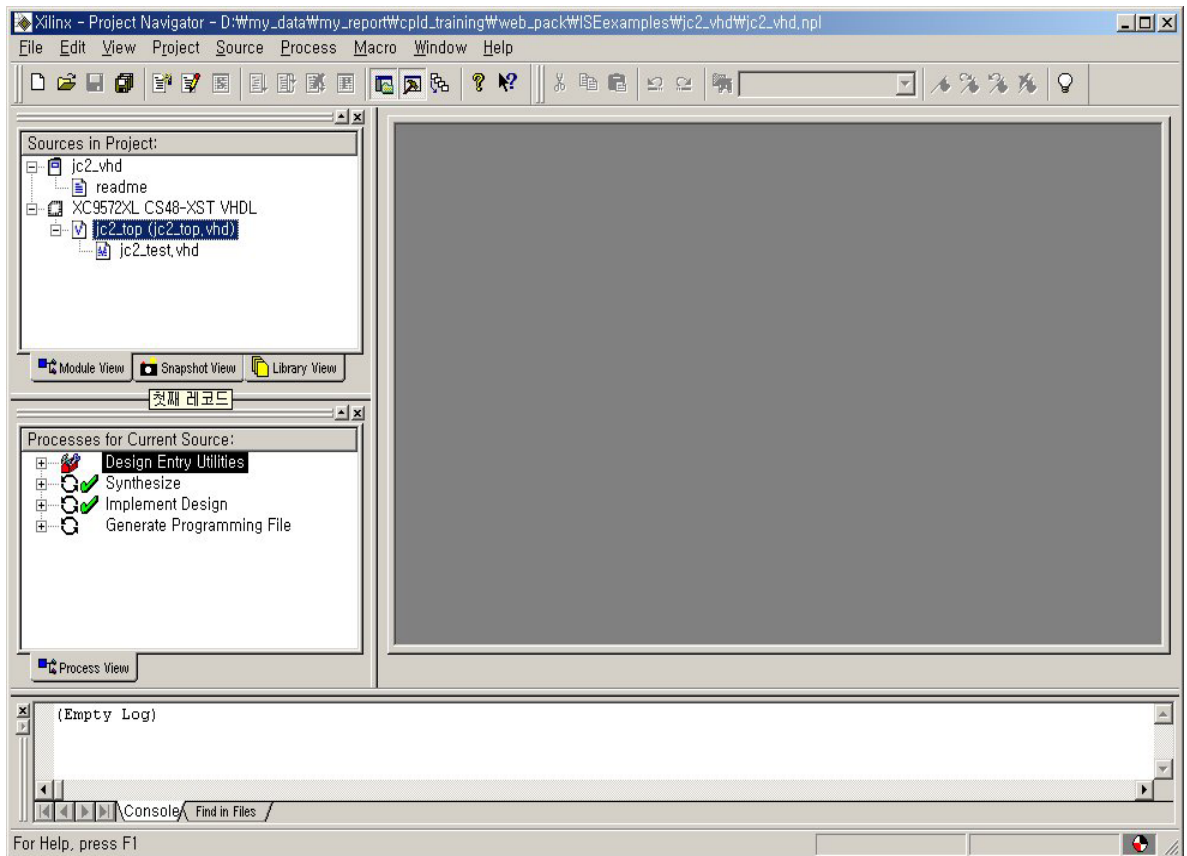 Xilinx - Project Navigator - D:₩my_data₩my_report₩cpld_training₩web_pack₩ISEexamples₩jc2_vhd₩jc2_vhd.npl
File Edit View Project Source Process Macro Window Help
Sources in Project:
jc2_vhd
readme
XC9572XL CS48-XST VHDL
jc2_top (jc2_top.vhd)
jc2_test.vhd
Module View Snapshot View Library View
첫째 레코드
Processes for Current Source:
Design Entry Utilities
Synthesize
Implement Design
Generate Programming File
Process View
(Empty Log)
Console Find in Files
For Help, press F1